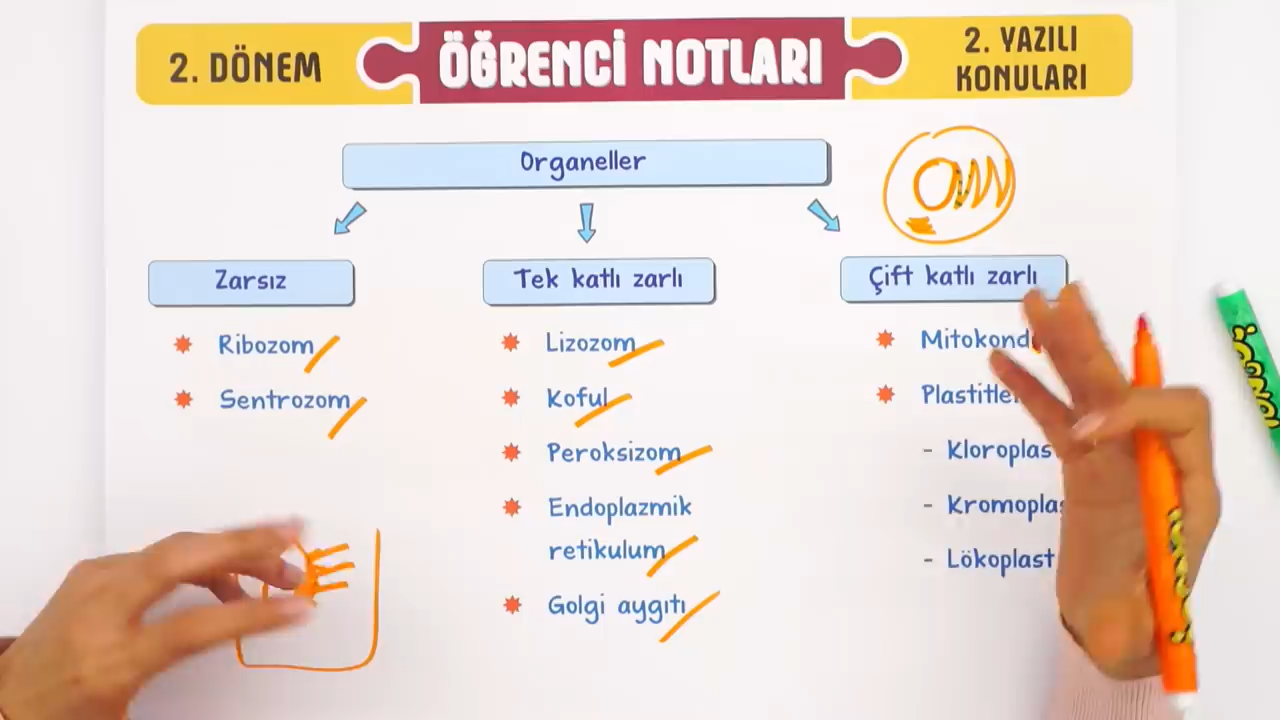 2. DÖNEM
ÖĞRENCİ NOTLARI
2. YAZILI
KONULARI
Organeller
Zarsız
Ribozom
Sentrozom
Tek katlı zarlı
Lizozom
Koful
Peroksizom
Endoplazmik
retikulum
Golgi aygıtı
Çift katlı zarlı
- Lökoplast